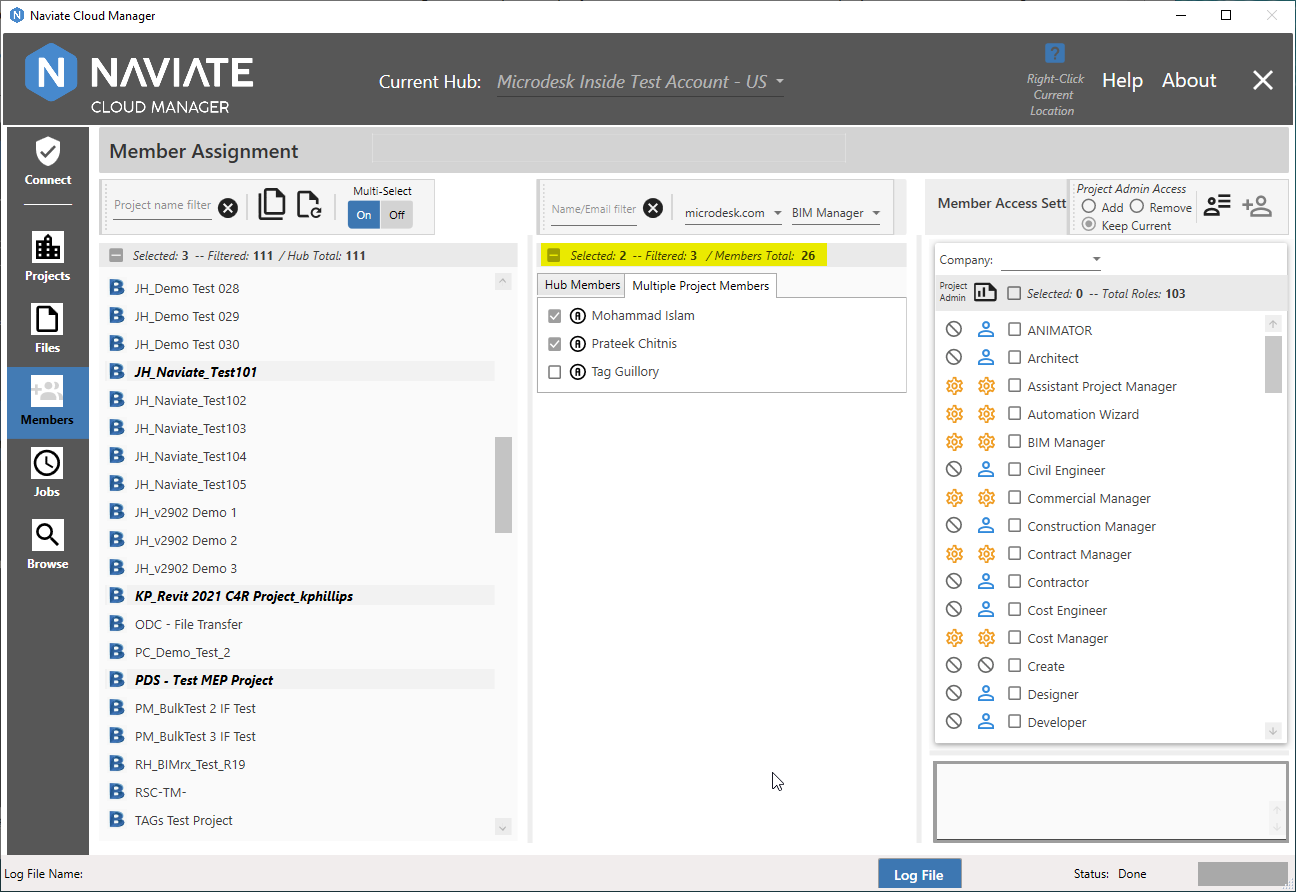 Naviate Cloud Manager
NAVIATE
CLOUD MANAGER
Current Hub: Microdesk Inside Test Account - US
?
Right-Click
Current
Location
Help About
Connect
Projects
Files
Members
Jobs
Browse
Member Assignment
Project name filter
Multi-Select
On Off
Selected: 3 -- Filtered: 111 / Hub Total: 111
JH_Demo Test 028
JH_Demo Test 029
JH_Demo Test 030
JH_Naviate_Test101
JH_Naviate_Test102
JH_Naviate_Test103
JH_Naviate_Test104
JH_Naviate_Test105
JH_v2902 Demo 1
JH_v2902 Demo 2
JH_v2902 Demo 3
KP_Revit 2021 C4R Project_kphillips
ODC - File Transfer
PC_Demo_Test_2
PDS - Test MEP Project
PM_BulkTest 2 IF Test
PM_BulkTest 3 IF Test
RH_BIMrx_Test_R19
RSC-TM-
TAGs Test Project
Name/Email filter
microdesk.com BIM Manager
Selected: 2 -- Filtered: 3 / Members Total: 26
Hub Members Multiple Project Members
Mohammad Islam
Prateek Chitnis
Tag Guillory
Member Access Sett
Project Admin Access
Add Remove
Keep Current
Company:
Project
Admin
Selected: 0 -- Total Roles: 103
ANIMATOR
Architect
Assistant Project Manager
Automation Wizard
BIM Manager
Civil Engineer
Commercial Manager
Construction Manager
Contract Manager
Contractor
Cost Engineer
Cost Manager
Create
Designer
Developer
Log File Name:
Log File
Status: Done